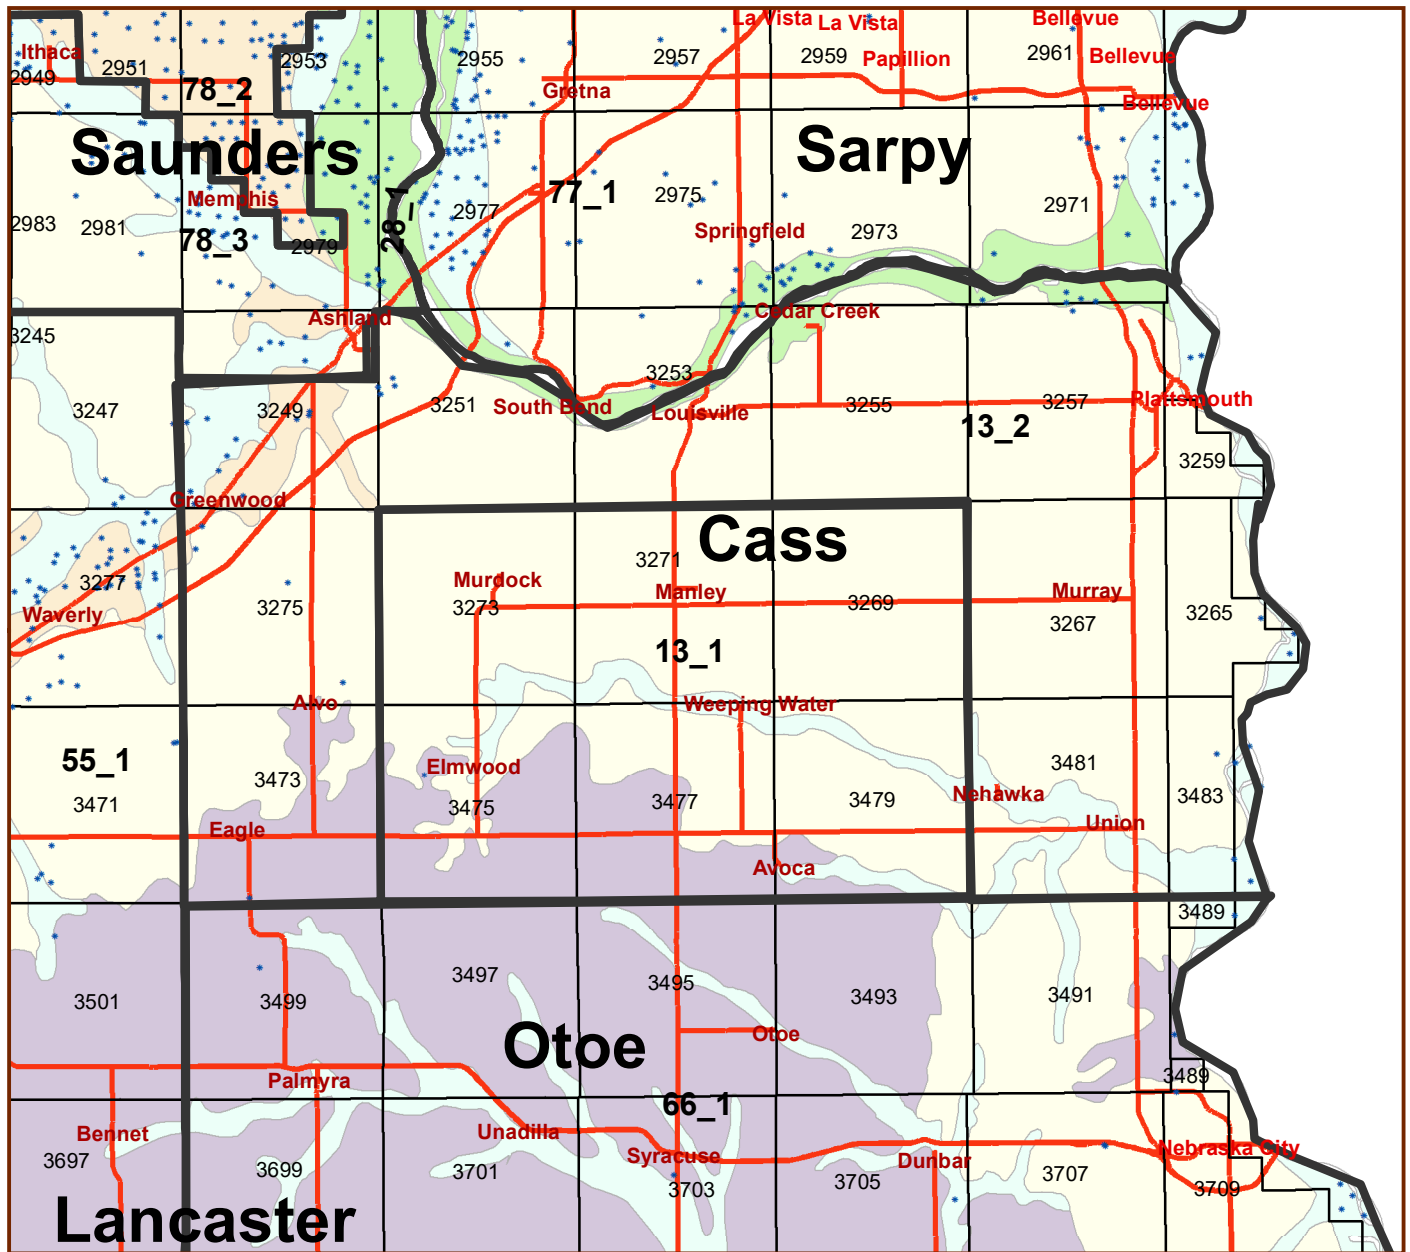 La Vista
La Vista
Bellevue
Ithaca
2951
2953
2955
2957
2959
Papillion
2961
Bellevue
2949
78_2
Gretna
Bellevue
Saunders
Sarpy
Memphis
77_1
2975
2971
2983
2981
78_3
2979
28_1
2977
Springfield
2973
Ashland
Cedar Creek
3245
3253
3247
3249
3251
South Bend
Louisville
3255
3257
Plattsmouth
13_2
3259
Greenwood
Cass
3271
3277
Murdock
Manley
Murray
Waverly
3275
3273
3269
3267
3265
13_1
Alvo
Weeping Water
55_1
3473
Elmwood
3481
3471
3475
3477
3479
Nehawka
3483
Eagle
Union
Avoca
3489
3501
3499
3497
3495
3493
3491
Otoe
Otoe
Palmyra
3489
66_1
Bennet
Unadilla
Nebraska City
3697
3699
3701
Syracuse
3703
3705
Dunbar
3707
3709
Lancaster